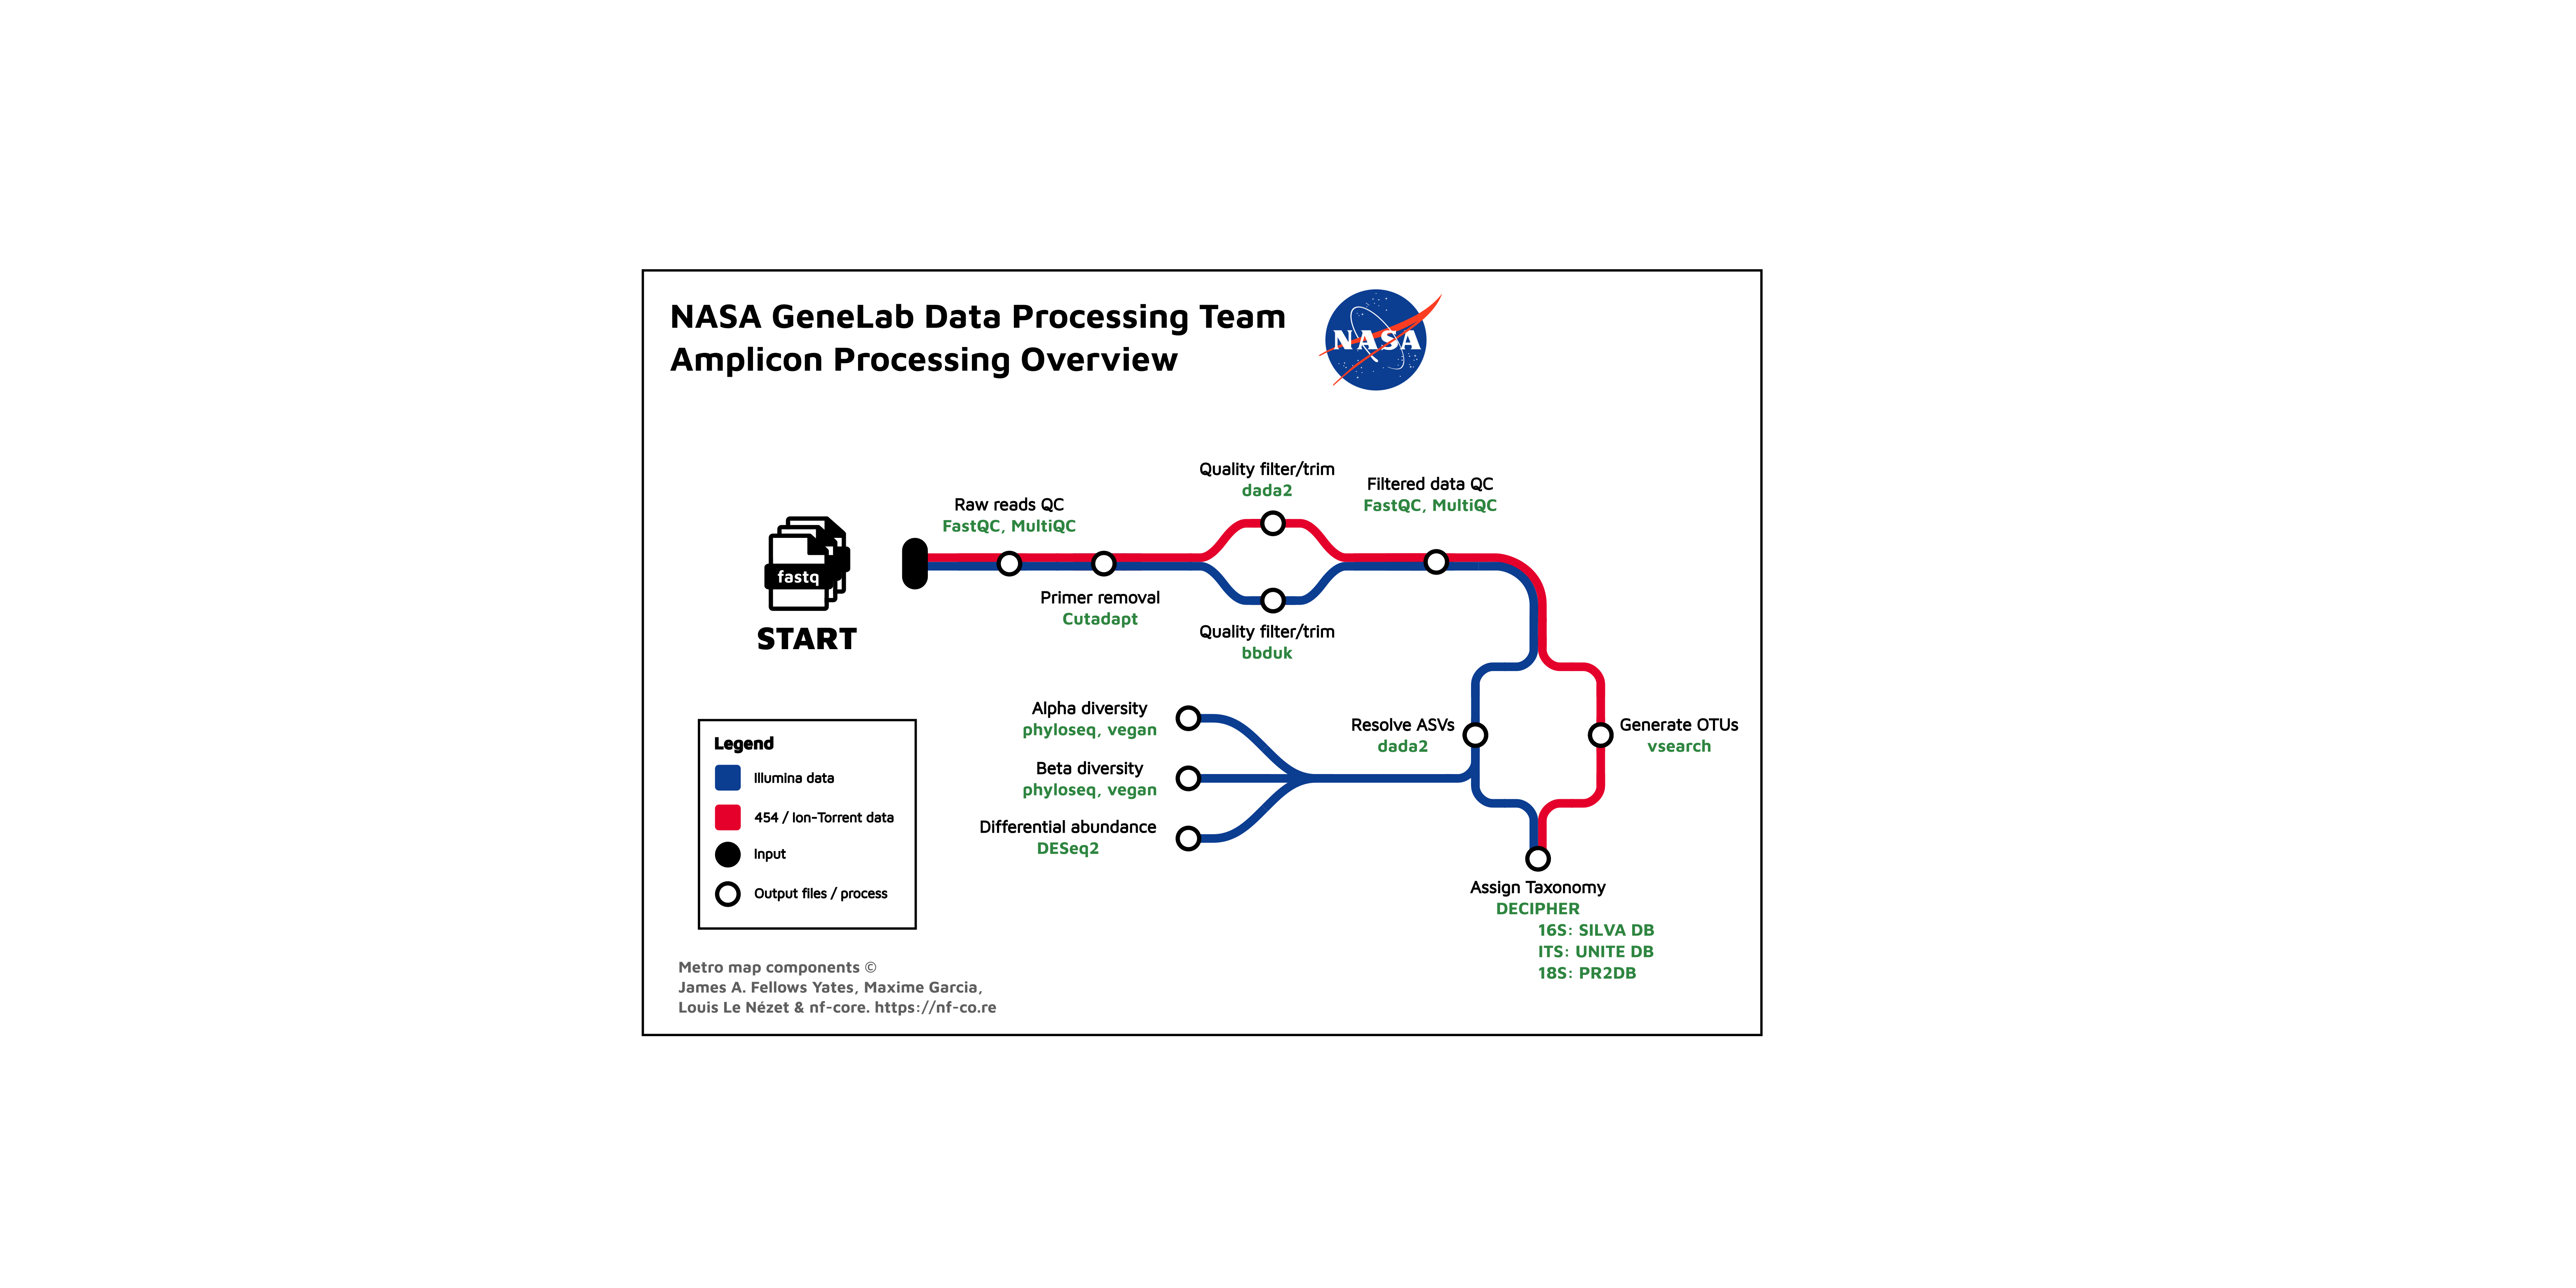 NASA GeneLab Data Processing Team
Amplicon Processing Overview
NASA
Quality filter/trim
dada2
Filtered data QC
FastQC, MultiQC
Raw reads QC
FastQC, MultiQC
fastq
START
Primer removal
Cutadapt
Quality filter/trim
bbduk
Alpha diversity
phyloseq, vegan
Beta diversity
phyloseq, vegan
Differential abundance
DESeq2
Resolve ASVs
dada2
Generate OTUs
vsearch
Assign Taxonomy
DECIPHER
16S: SILVA DB
ITS: UNITE DB
18S: PR2DB
Legend
Illumina data
454 / Ion-Torrent data
Input
Output files / process
Metro map components ©
James A. Fellows Yates, Maxime Garcia,
Louis Le Nézet & nf-core. https://nf-co.re